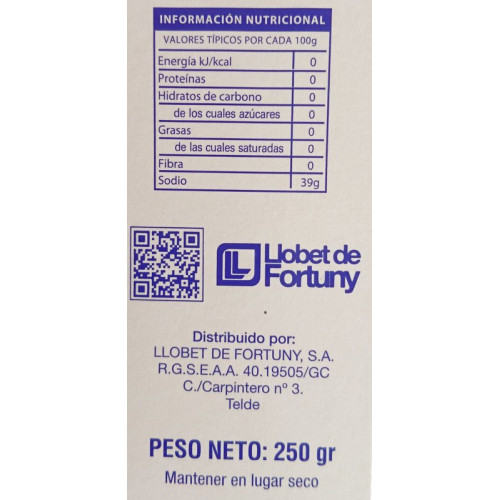 INFORMACIÓN NUTRICIONAL
VALORES TÍPICOS POR CADA 100g
Energía kJ/kcal 0
Proteínas 0
Hidratos de carbono 0
de los cuales azúcares 0
Grasas 0
de las cuales saturadas 0
Fibra 0
Sodio 39g
LL Llobet de
Fortuny
Distribuido por:
LLOBET DE FORTUNY, S.A.
R.G.S.E.A.A. 40.19505/GC
C./Carpintero nº 3.
Telde
PESO NETO: 250 gr
Mantener en lugar seco